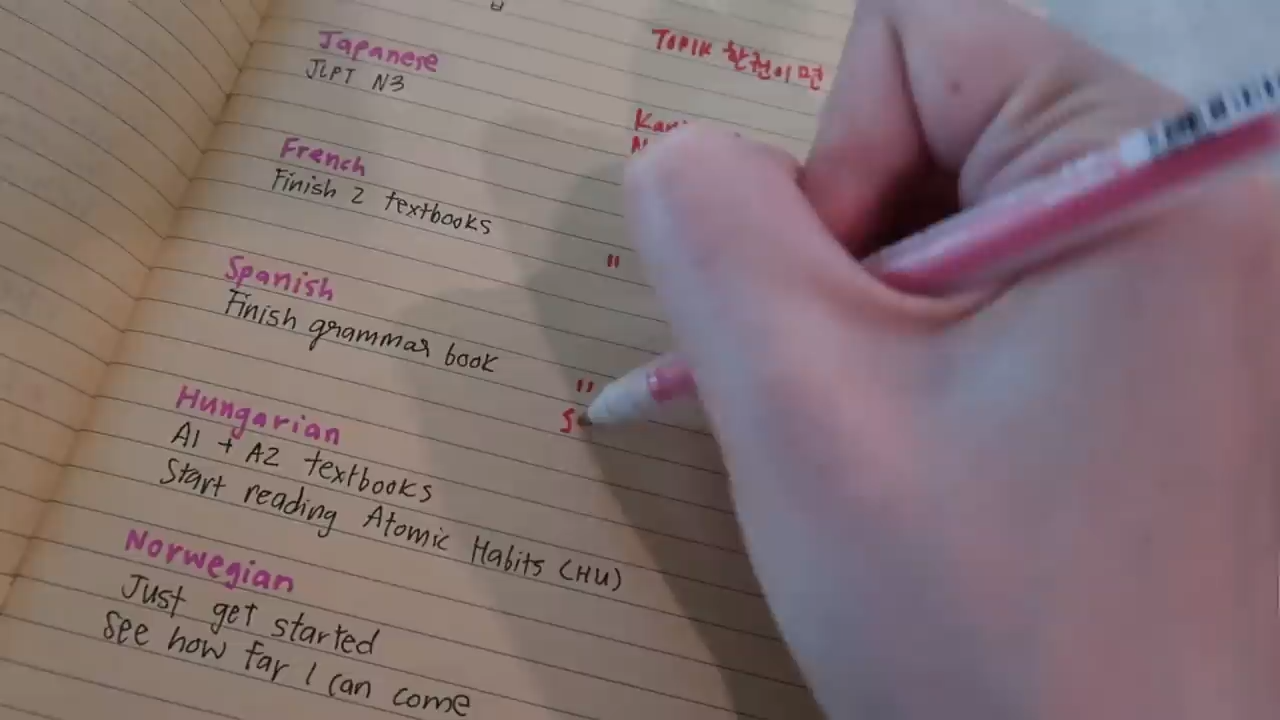 Japanese
JLPT N3
TOPIK 한권이면
French
Finish 2 textbooks
"
Spanish
Finish grammar book
"
Hungarian
A1 + A2 textbooks
Start reading Atomic Habits (HU)
Norwegian
Just get started
See how far I can come